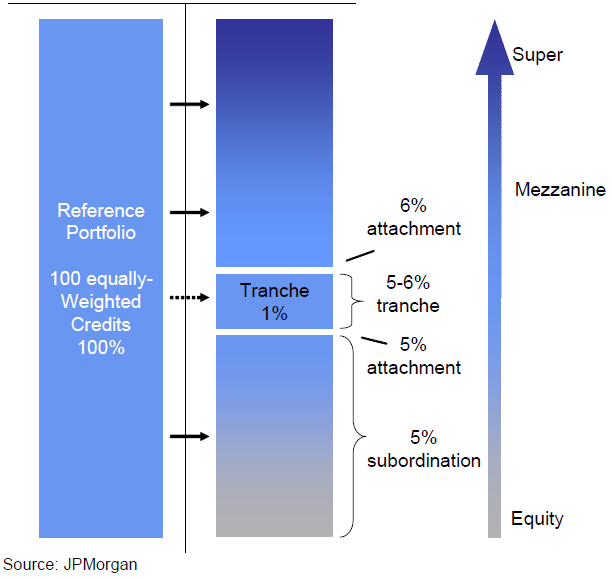 Super
Mezzanine
6%
attachment
Reference
Portfolio
100 equally-
Weighted
Credits
100%
Tranche
1%
5-6%
tranche
5%
attachment
5%
subordination
Equity
Source: JPMorgan